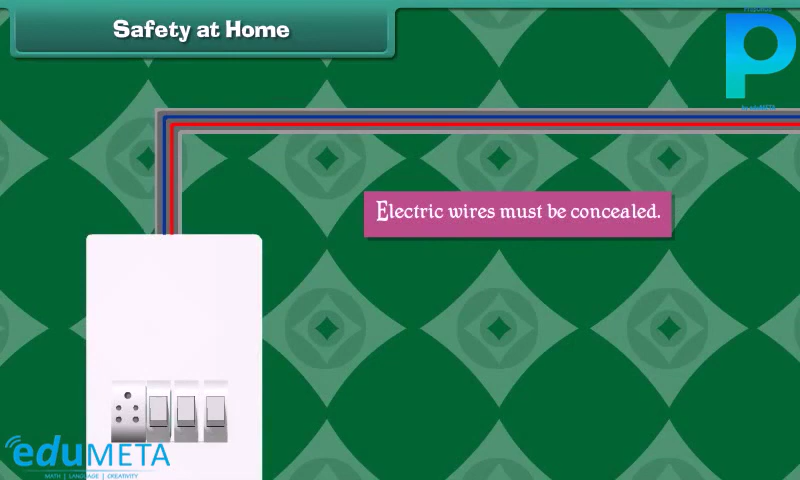 Safety at Home
P
Electric wires must be concealed.
eduMETA
MATH | LANGUAGE | CREATIVITY